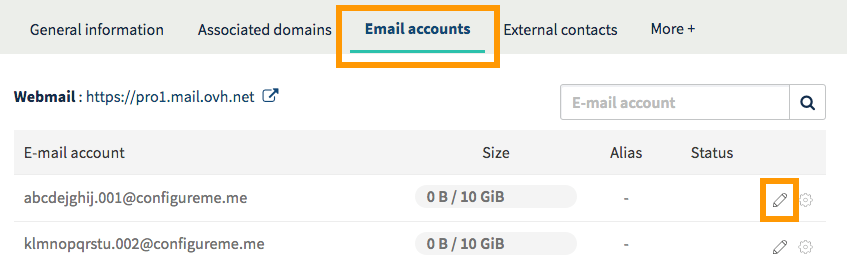 General information Associated domains Email accounts External contacts More +
Webmail : https://pro1.mail.ovh.net E-mail account
E-mail account Size Alias Status
abcdejghij.001@configureme.me 0 B / 10 GiB -
klmnopqrstu.002@configureme.me 0 B / 10 GiB -